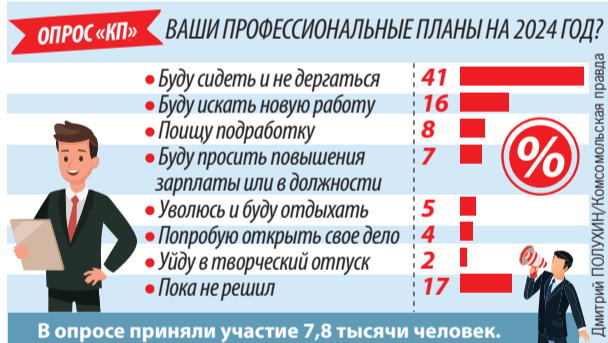 ОПРОС «КП»
ВАШИ ПРОФЕССИОНАЛЬНЫЕ ПЛАНЫ НА 2024 ГОД?
• Буду сидеть и не дергаться 41
• Буду искать новую работу 16
• Поищу подработку 8
• Буду просить повышения 7
зарплаты или в должности
• Уволюсь и буду отдыхать 5
• Попробую открыть свое дело 4
• Уйду в творческий отпуск 2
• Пока не решил 17
%
В опросе приняли участие 7,8 тысячи человек.
Дмитрий ПОЛУХИН/Комсомольская правда